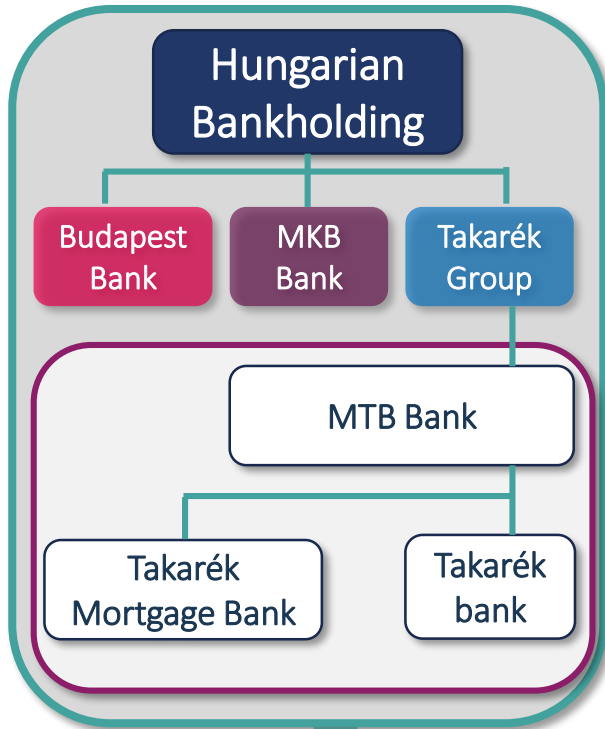 Hungarian
Bankholding
Budapest
Bank
MKB
Bank
Takarék
Group
MTB Bank
Takarék
Mortgage Bank
Takarék
bank